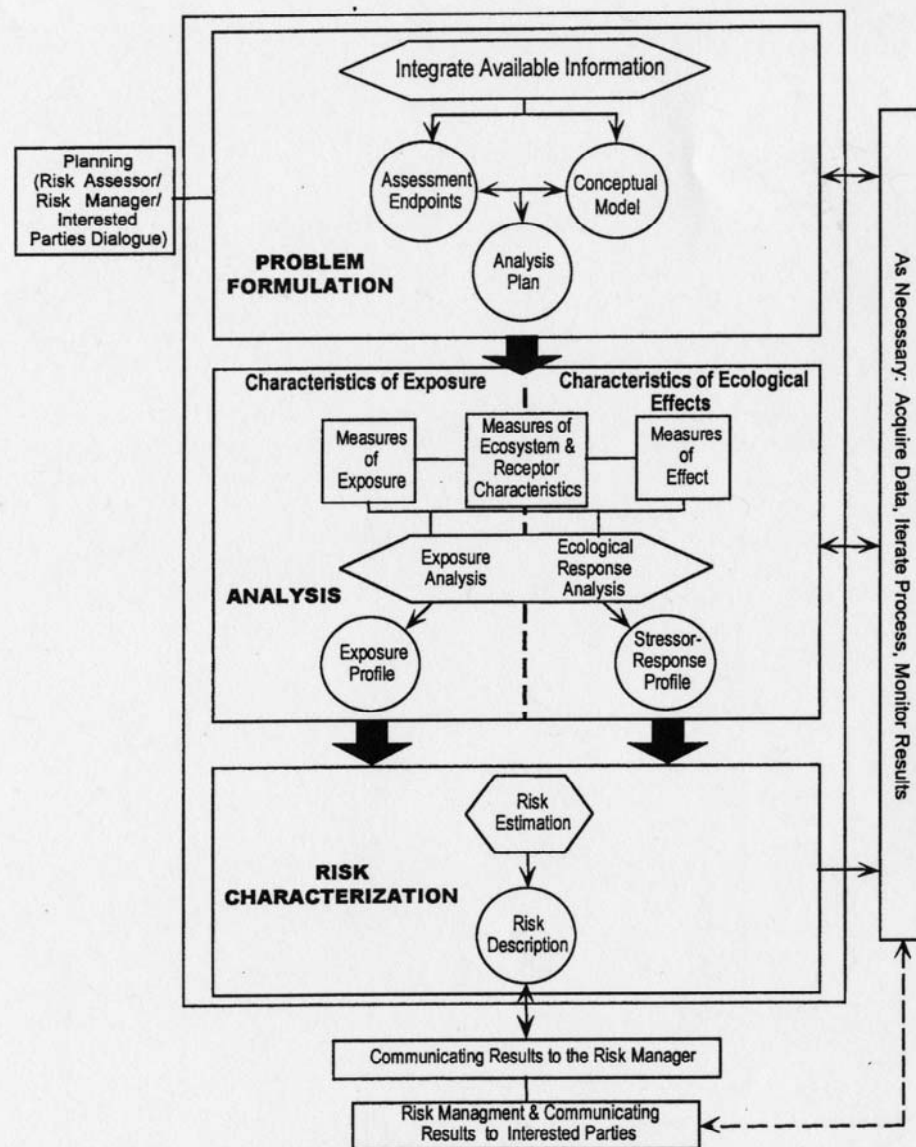 Integrate Available Information
Planning
(Risk Assessor/
Risk Manager/
Interested
Parties Dialogue)
Assessment
Endpoints
Conceptual
Model
Analysis
Plan
PROBLEM
FORMULATION
As Necessary: Acquire Data, Iterate Process, Monitor Results
Characteristics of Exposure
Characteristics of Ecological
Effects
Measures
of
Exposure
Measures of
Ecosystem &
Receptor
Characteristics
Measures
of
Effect
Exposure
Analysis
Ecological
Response
Analysis
ANALYSIS
Exposure
Profile
Stressor-
Response
Profile
Risk
Estimation
RISK
CHARACTERIZATION
Risk
Description
Communicating Results to the Risk Manager
Risk Managment & Communicating
Results to Interested Parties